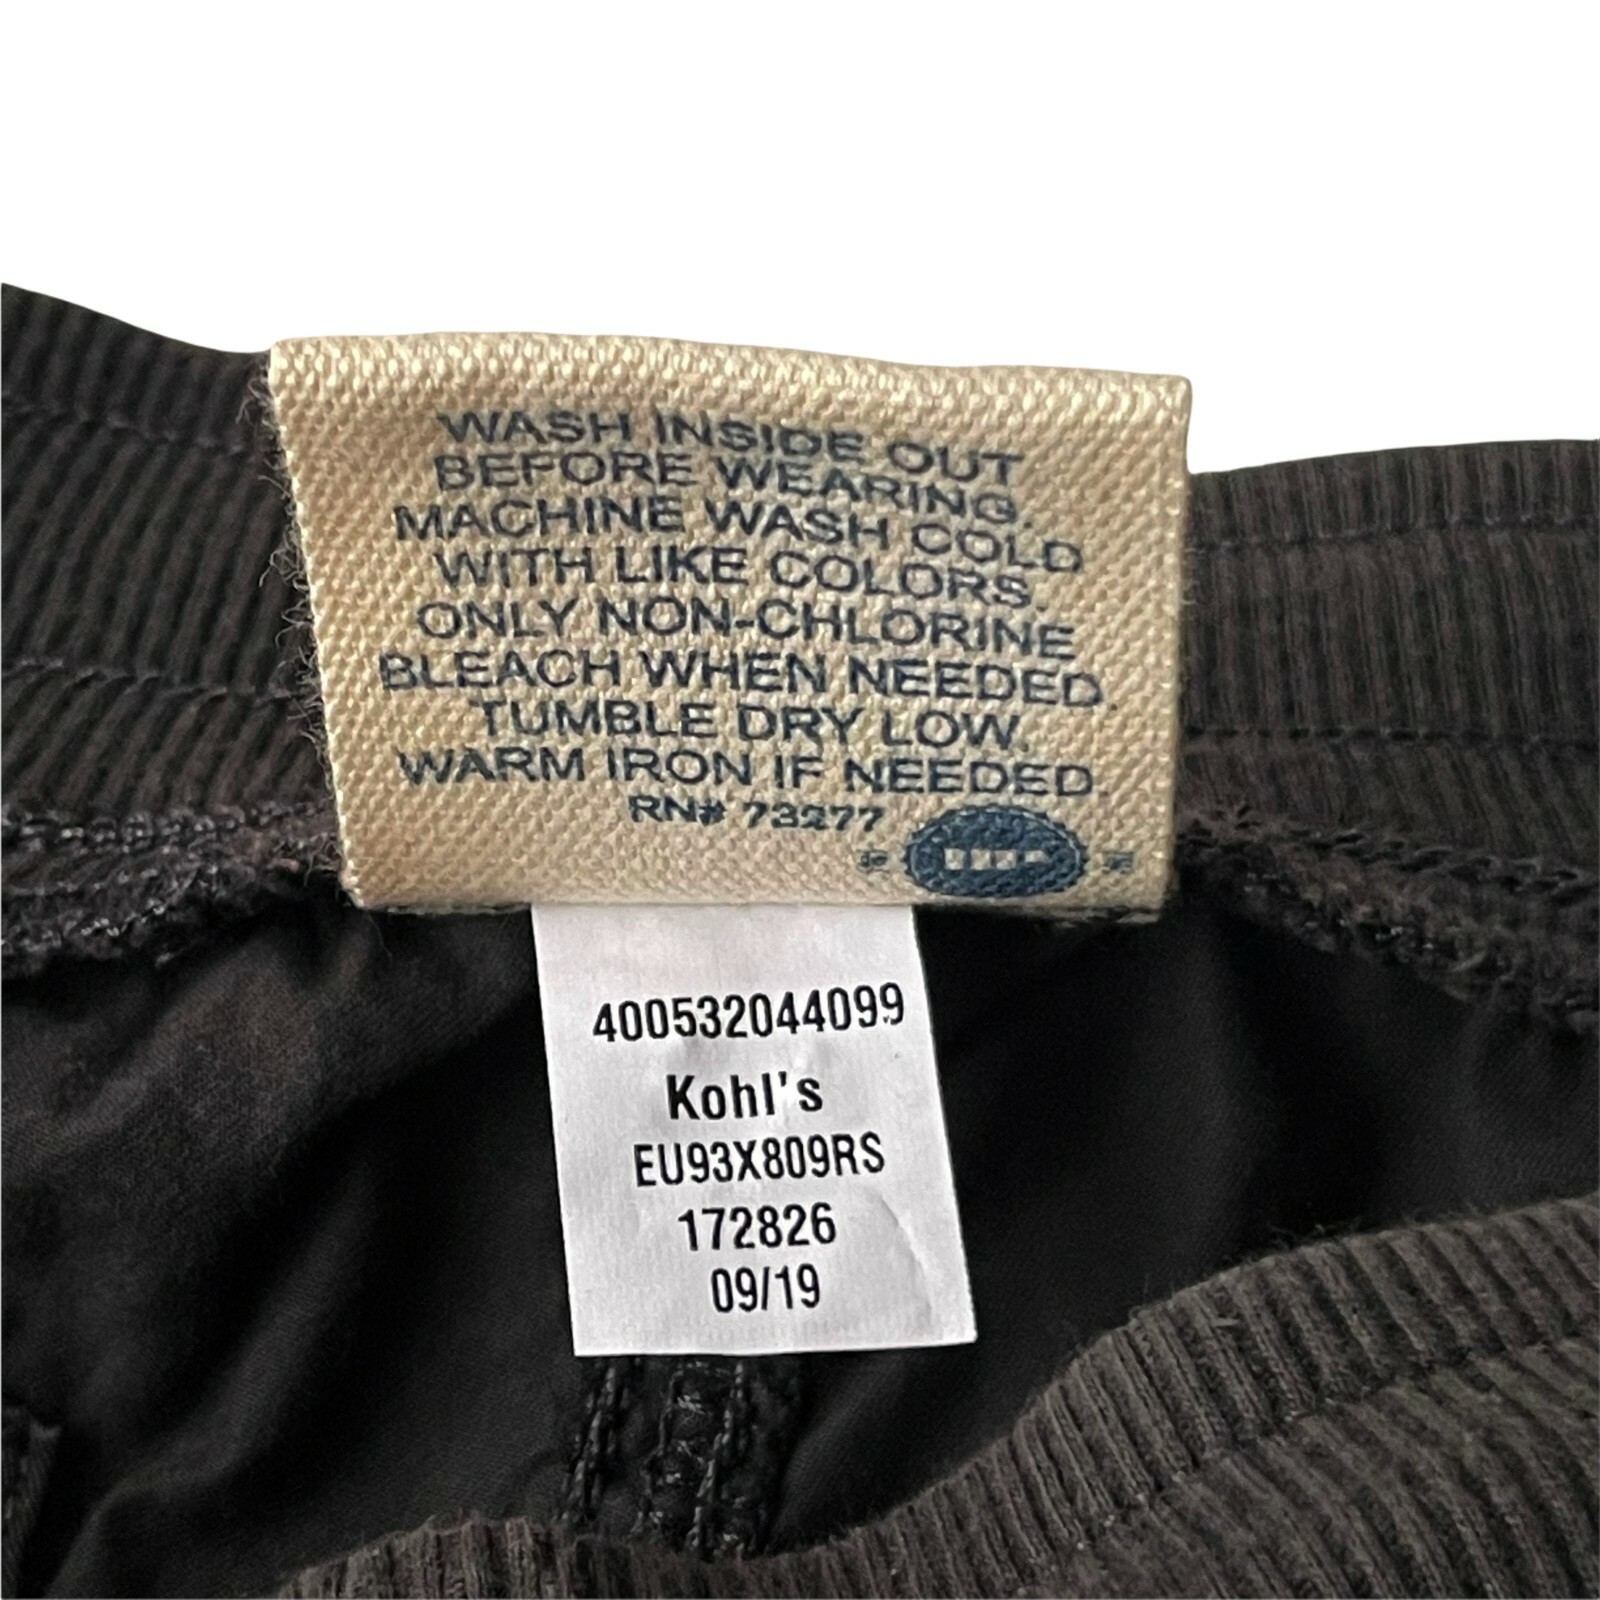 WASH INSIDE OUT
BEFORE WEARING.
MACHINE WASH COLD
WITH LIKE COLORS.
ONLY NON-CHLORINE
BLEACH WHEN NEEDED.
TUMBLE DRY LOW.
WARM IRON IF NEEDED.
RN# 73277
400532044099
Kohl's
EU93X809RS
172826
09/19